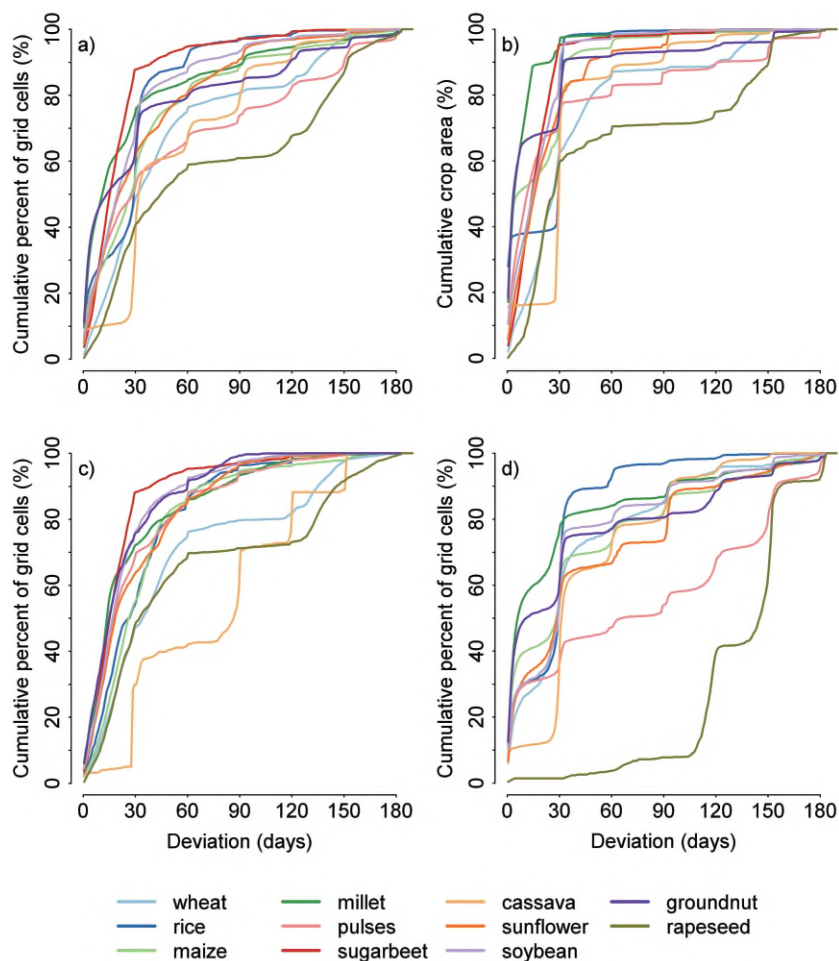 a)
Cumulative percent of grid cells (%)
0 20 40 60 80 100
0 30 60 90 120 150 180
b)
Cumulative crop area (%)
0 20 40 60 80 100
0 30 60 90 120 150 180
c)
Cumulative percent of grid cells (%)
0 20 40 60 80 100
0 30 60 90 120 150 180
Deviation (days)
d)
Cumulative percent of grid cells (%)
0 20 40 60 80 100
0 30 60 90 120 150 180
Deviation (days)
wheat millet cassava groundnut
rice pulses sunflower rapeseed
maize sugarbeet soybean